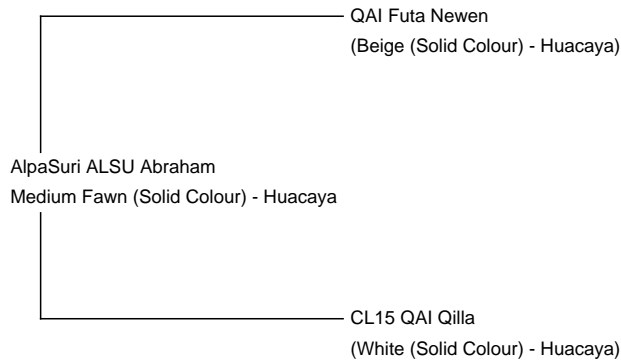 QAI Futa Newen
(Beige (Solid Colour) - Huacaya)
AlpaSuri ALSU Abraham
Medium Fawn (Solid Colour) - Huacaya
CL15 QAI Qilla
(White (Solid Colour) - Huacaya)